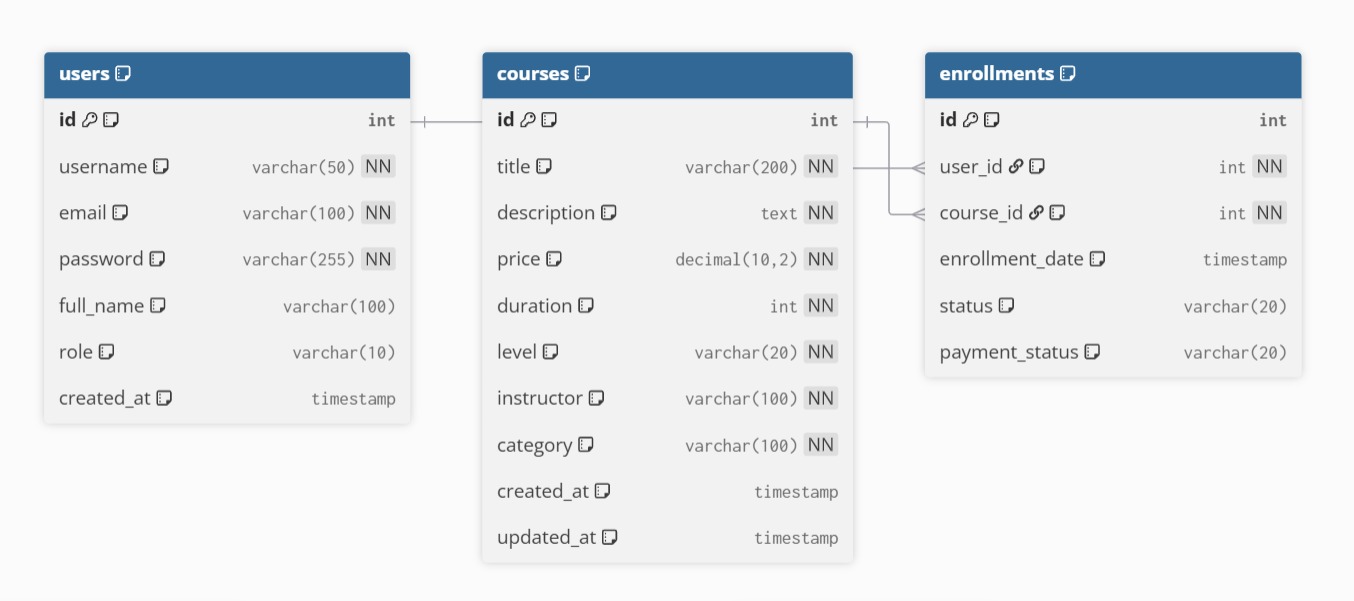 users
id int
username varchar(50) NN
email varchar(100) NN
password varchar(255) NN
full_name varchar(100)
role varchar(10)
created_at timestamp
courses
id int
title varchar(200) NN
description text NN
price decimal(10,2) NN
duration int NN
level varchar(20) NN
instructor varchar(100) NN
category varchar(100) NN
created_at timestamp
updated_at timestamp
enrollments
id int
user_id int NN
course_id int NN
enrollment_date timestamp
status varchar(20)
payment_status varchar(20)